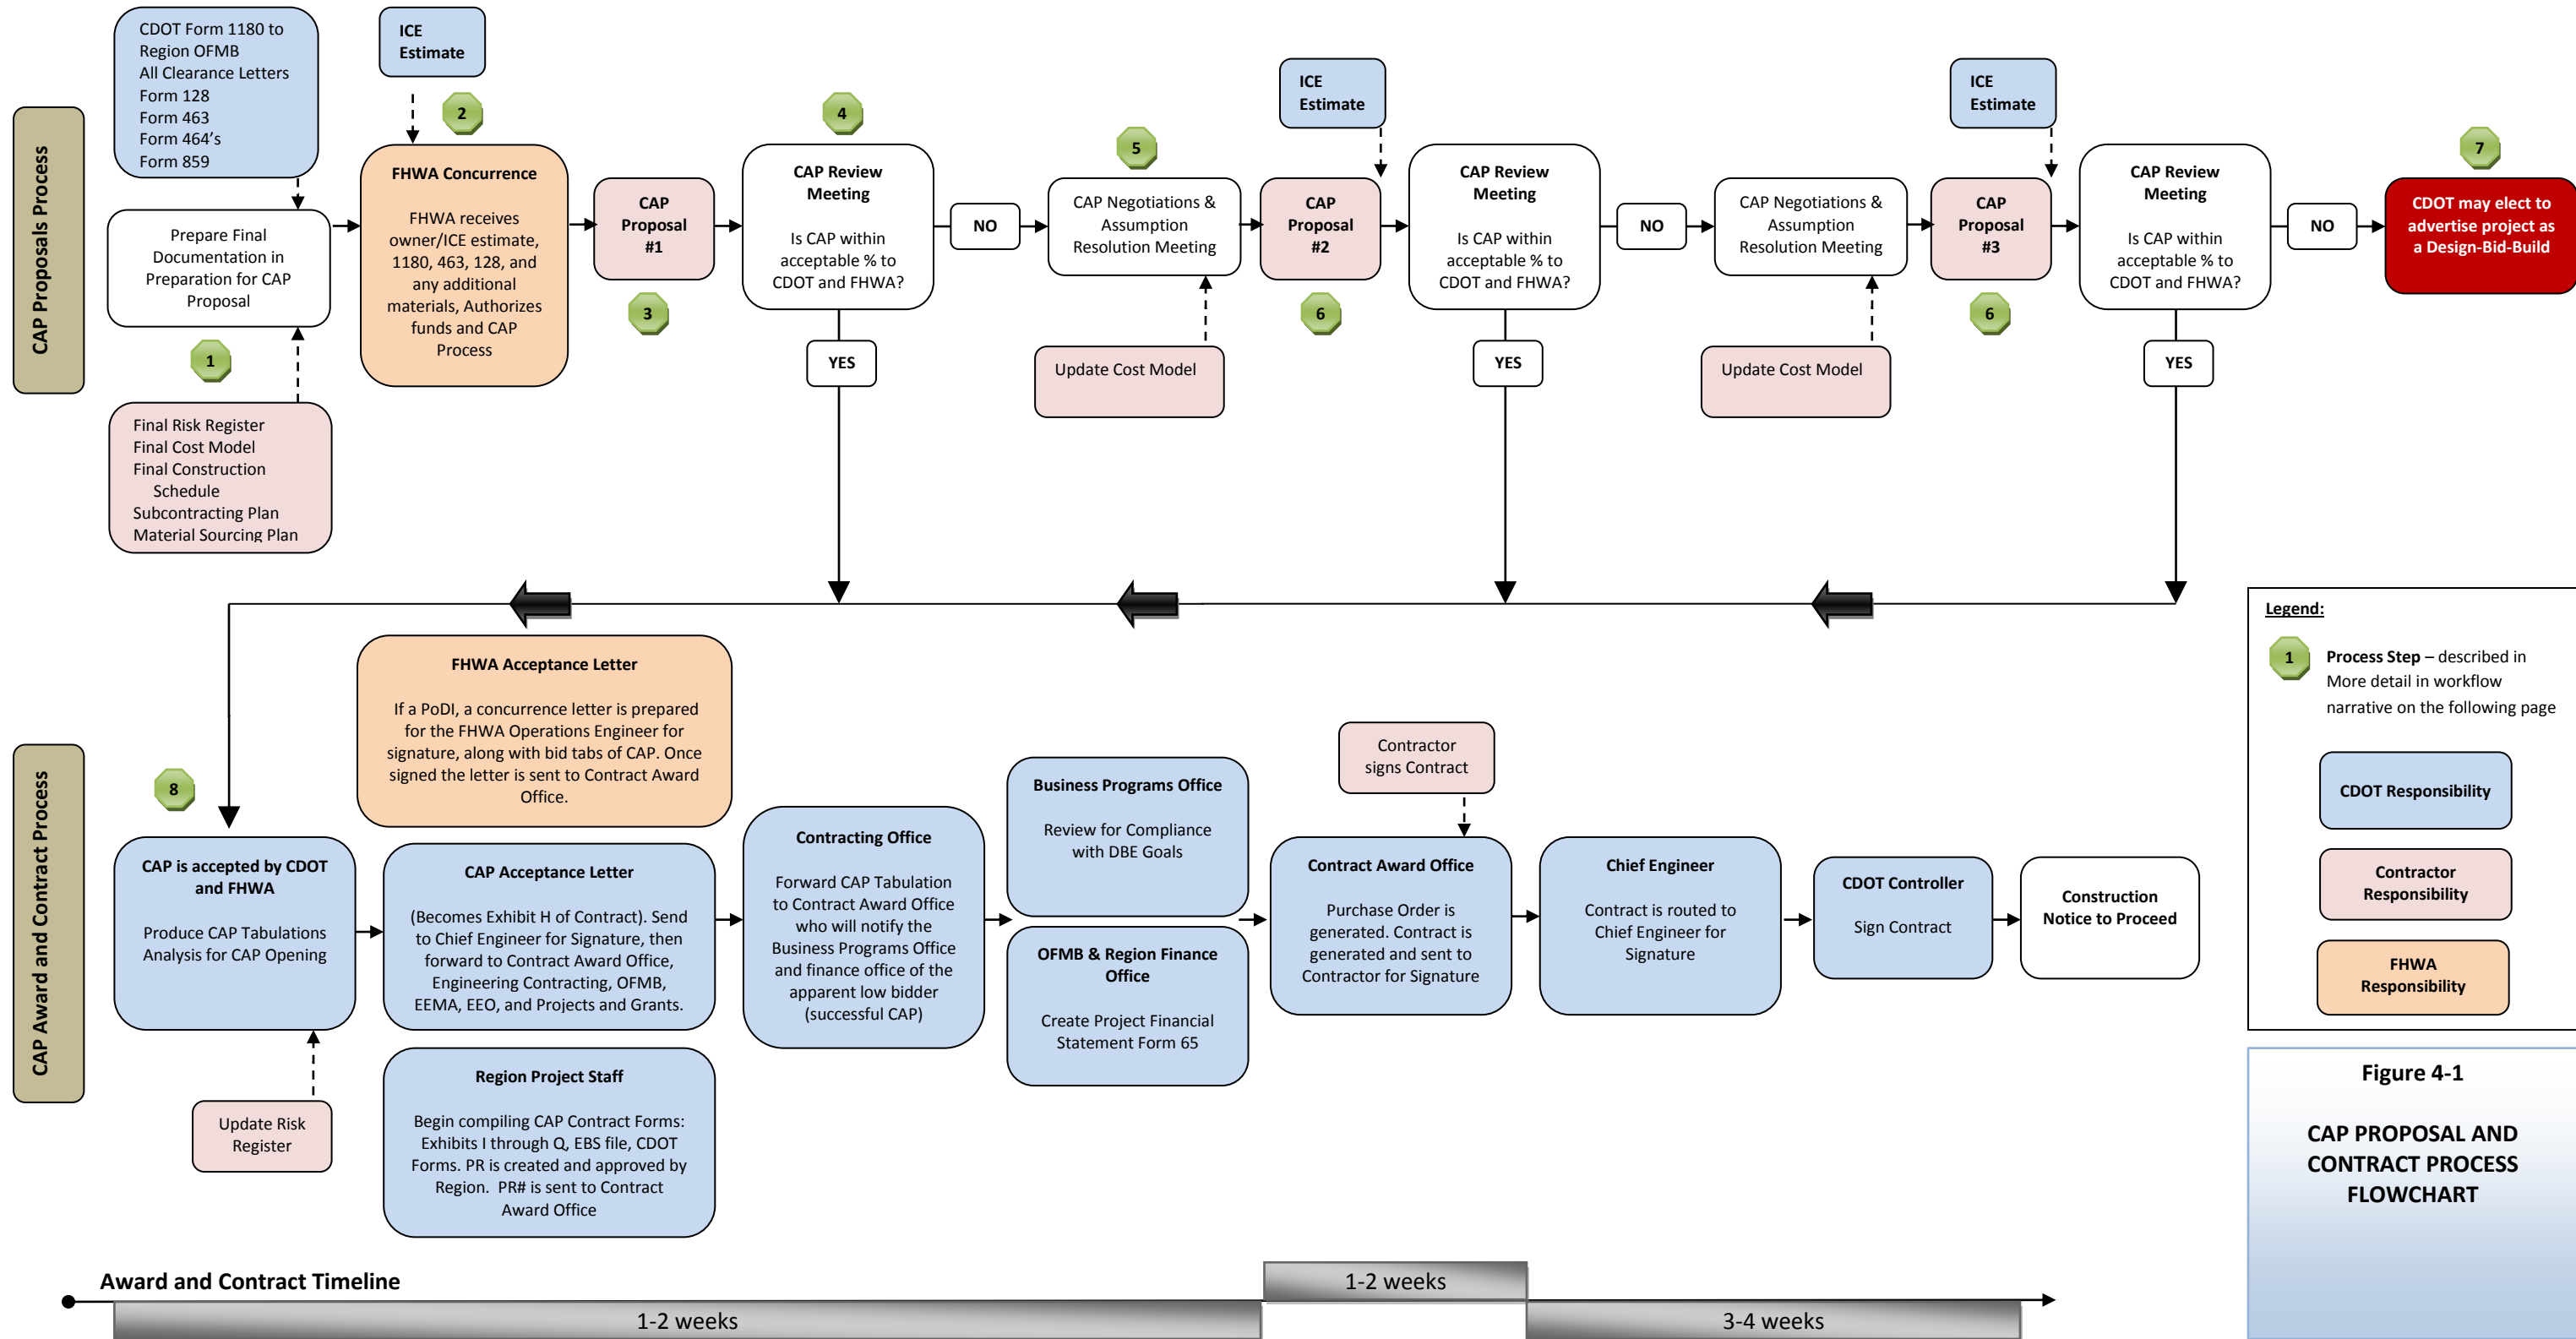 CAP Proposals Process
CDOT Form 1180 to
Region OFMB
All Clearance Letters
Form 128
Form 463
Form 464's
Form 859
Prepare Final
Documentation in
Preparation for CAP
Proposal
1
Final Risk Register
Final Cost Model
Final Construction
Schedule
Subcontracting Plan
Material Sourcing Plan
ICE
Estimate
2
FHWA Concurrence
FHWA receives
owner/ICE estimate,
1180, 463, 128, and
any additional
materials, Authorizes
funds and CAP
Process
CAP
Proposal
#1
3
4
CAP Review
Meeting
Is CAP within
acceptable % to
CDOT and FHWA?
YES
NO
5
CAP Negotiations &
Assumption
Resolution Meeting
Update Cost Model
ICE
Estimate
CAP
Proposal
#2
6
CAP Review
Meeting
Is CAP within
acceptable % to
CDOT and FHWA?
YES
NO
CAP Negotiations &
Assumption
Resolution Meeting
Update Cost Model
ICE
Estimate
CAP
Proposal
#3
6
CAP Review
Meeting
Is CAP within
acceptable % to
CDOT and FHWA?
YES
NO
7
CDOT may elect to
advertise project as
a Design-Bid-Build
CAP Award and Contract Process
8
CAP is accepted by CDOT
and FHWA
Produce CAP Tabulations
Analysis for CAP Opening
Update Risk
Register
FHWA Acceptance Letter
If a PoDI, a concurrence letter is prepared
for the FHWA Operations Engineer for
signature, along with bid tabs of CAP. Once
signed the letter is sent to Contract Award
Office.
CAP Acceptance Letter
(Becomes Exhibit H of Contract). Send
to Chief Engineer for Signature, then
forward to Contract Award Office,
Engineering Contracting, OFMB,
EEMA, EEO, and Projects and Grants.
Region Project Staff
Begin compiling CAP Contract Forms:
Exhibits I through Q, EBS file, CDOT
Forms. PR is created and approved by
Region.  PR# is sent to Contract
Award Office
Contracting Office
Forward CAP Tabulation
to Contract Award Office
who will notify the
Business Programs Office
and finance office of the
apparent low bidder
(successful CAP)
Business Programs Office
Review for Compliance
with DBE Goals
OFMB & Region Finance
Office
Create Project Financial
Statement Form 65
Contractor
signs Contract
Contract Award Office
Purchase Order is
generated. Contract is
generated and sent to
Contractor for Signature
Chief Engineer
Contract is routed to
Chief Engineer for
Signature
CDOT Controller
Sign Contract
Construction
Notice to Proceed
Legend:
1
Process Step – described in
More detail in workflow
narrative on the following page
CDOT Responsibility
Contractor
Responsibility
FHWA
Responsibility
Figure 4-1
CAP PROPOSAL AND
CONTRACT PROCESS
FLOWCHART
Award and Contract Timeline
1-2 weeks
1-2 weeks
3-4 weeks